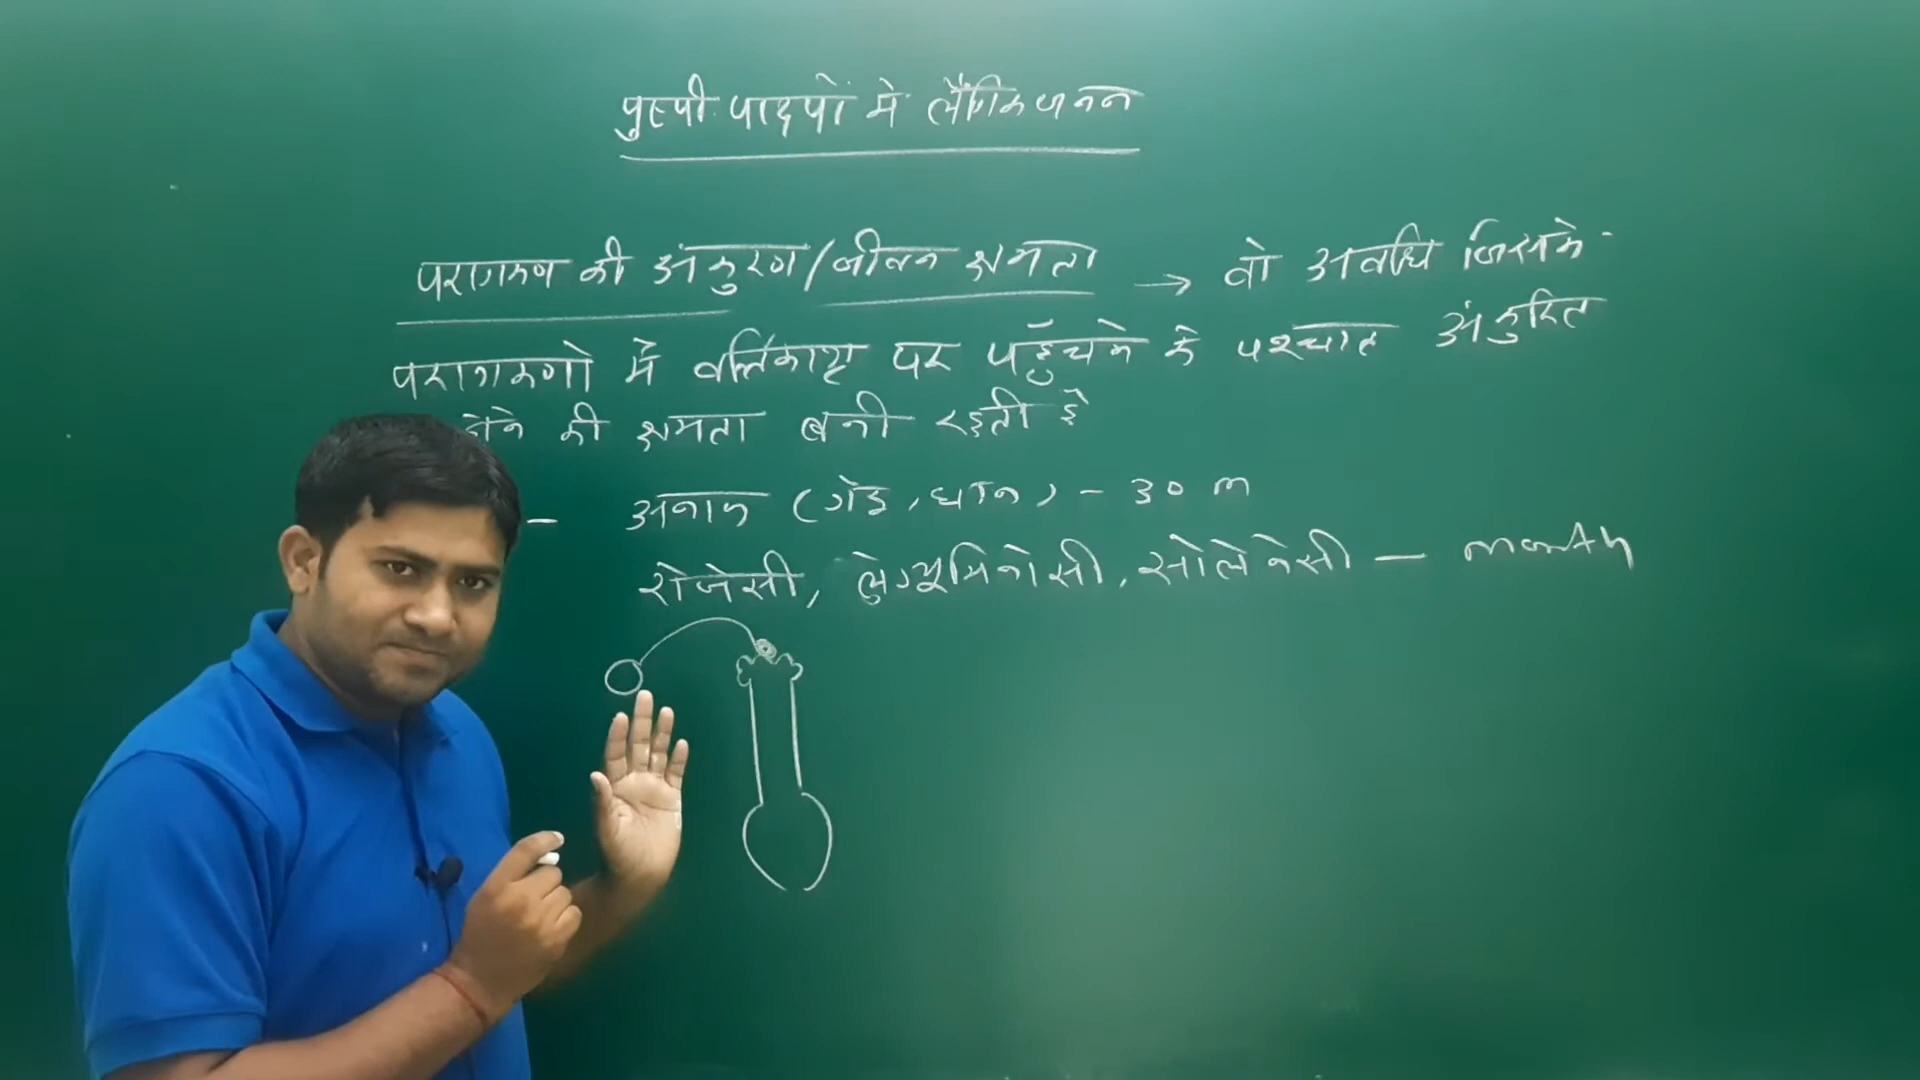 पुष्पी पादपों में लैंगिक जनन
परागकण की अंकुरण/जीवन क्षमता → वो अवधि जिसमें
परागकणों में वर्तिकाग्र पर पहुँचने के पश्चात अंकुरित
होने की क्षमता बनी रहती है
- अनाज (गेहूं, धान) - 30 m
रोजेसी, लेग्यूमिनोसी, सोलेनेसी - month